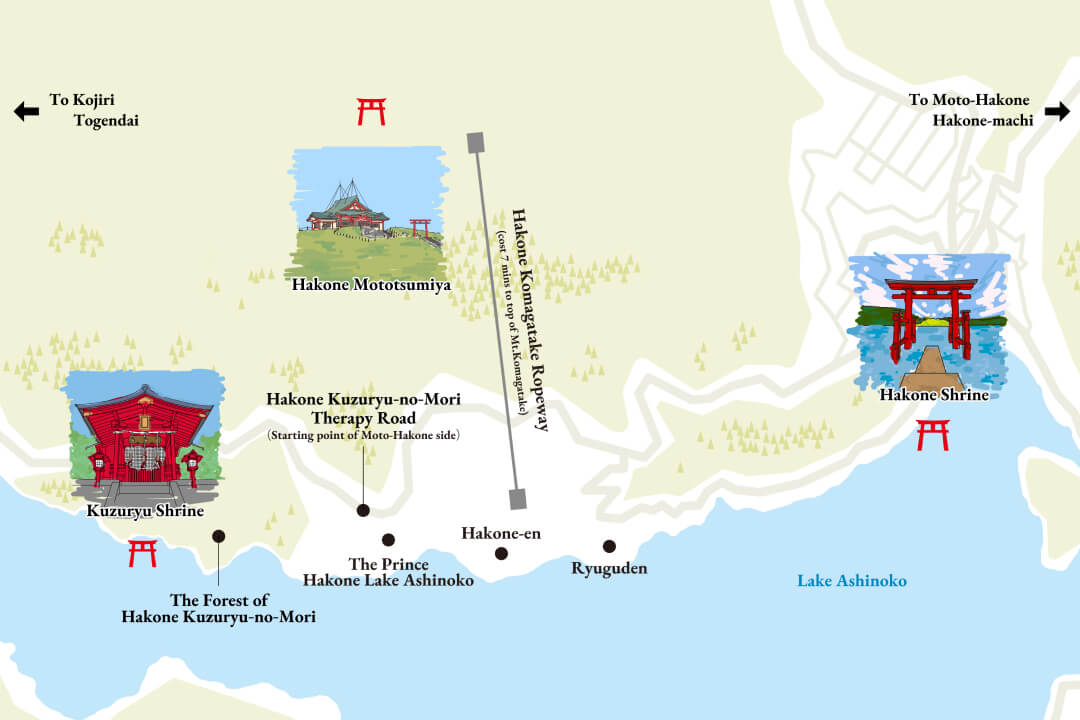 To Kojiri
Togendai
To Moto-Hakone
Hakone-machi
Hakone Mototsumiya
Hakone Komagatake Ropeway
(cost 7 mins to top of Mt.Komagatake)
Hakone Shrine
Hakone Kuzuryu-no-Mori
Therapy Road
(Starting point of Moto-Hakone side)
Kuzuryu Shrine
Hakone-en
The Prince
Hakone Lake Ashinoko
Ryuguden
Lake Ashinoko
The Forest of
Hakone Kuzuryu-no-Mori